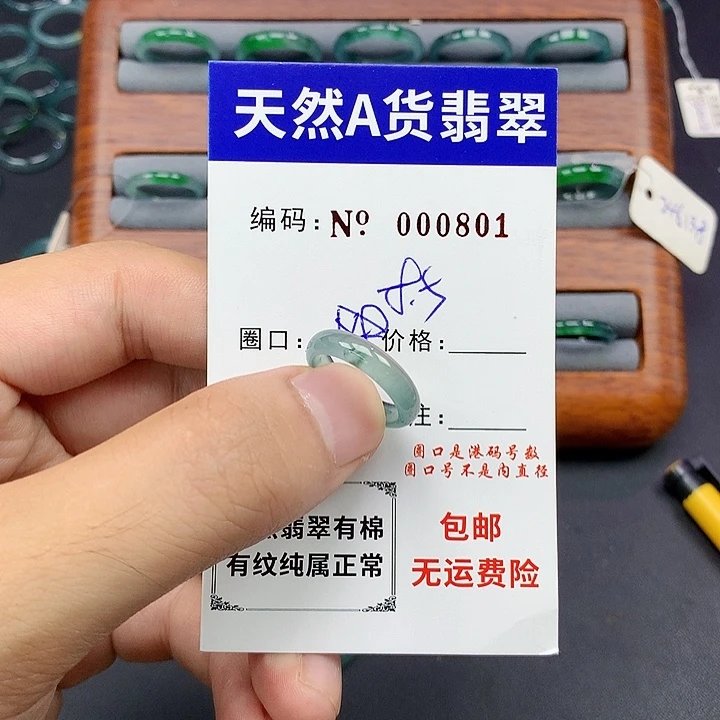 天然A货翡翠
编码: Nº 000801
8.5
圈口: 价格:
注:
圈口是港码号数
圈口号不是内直径
翡翠有棉
有纹纯属正常
包邮
无运费险